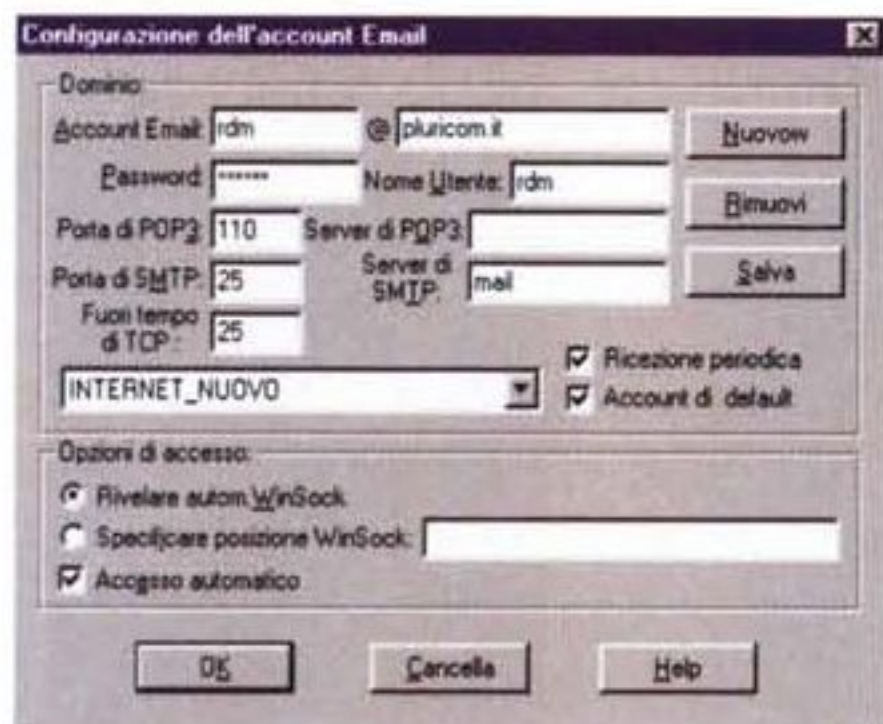 Configurazione dell'account Email
Dominio
Account Email: rdm @ pluricom.it Nuovow
Password: ****** Nome Utente: rdm Rimuovi
Porta di POP3: 110 Server di POP3:
Porta di SMTP: 25 Server di SMTP: mail Salva
Fuori tempo di TCP.: 25
INTERNET_NUOVO
Ricezione periodica
Account di default
Opzioni di accesso:
Rivelare autom.WinSock
Specificare posizione WinSock:
Accesso automatico
OK Cancella Help